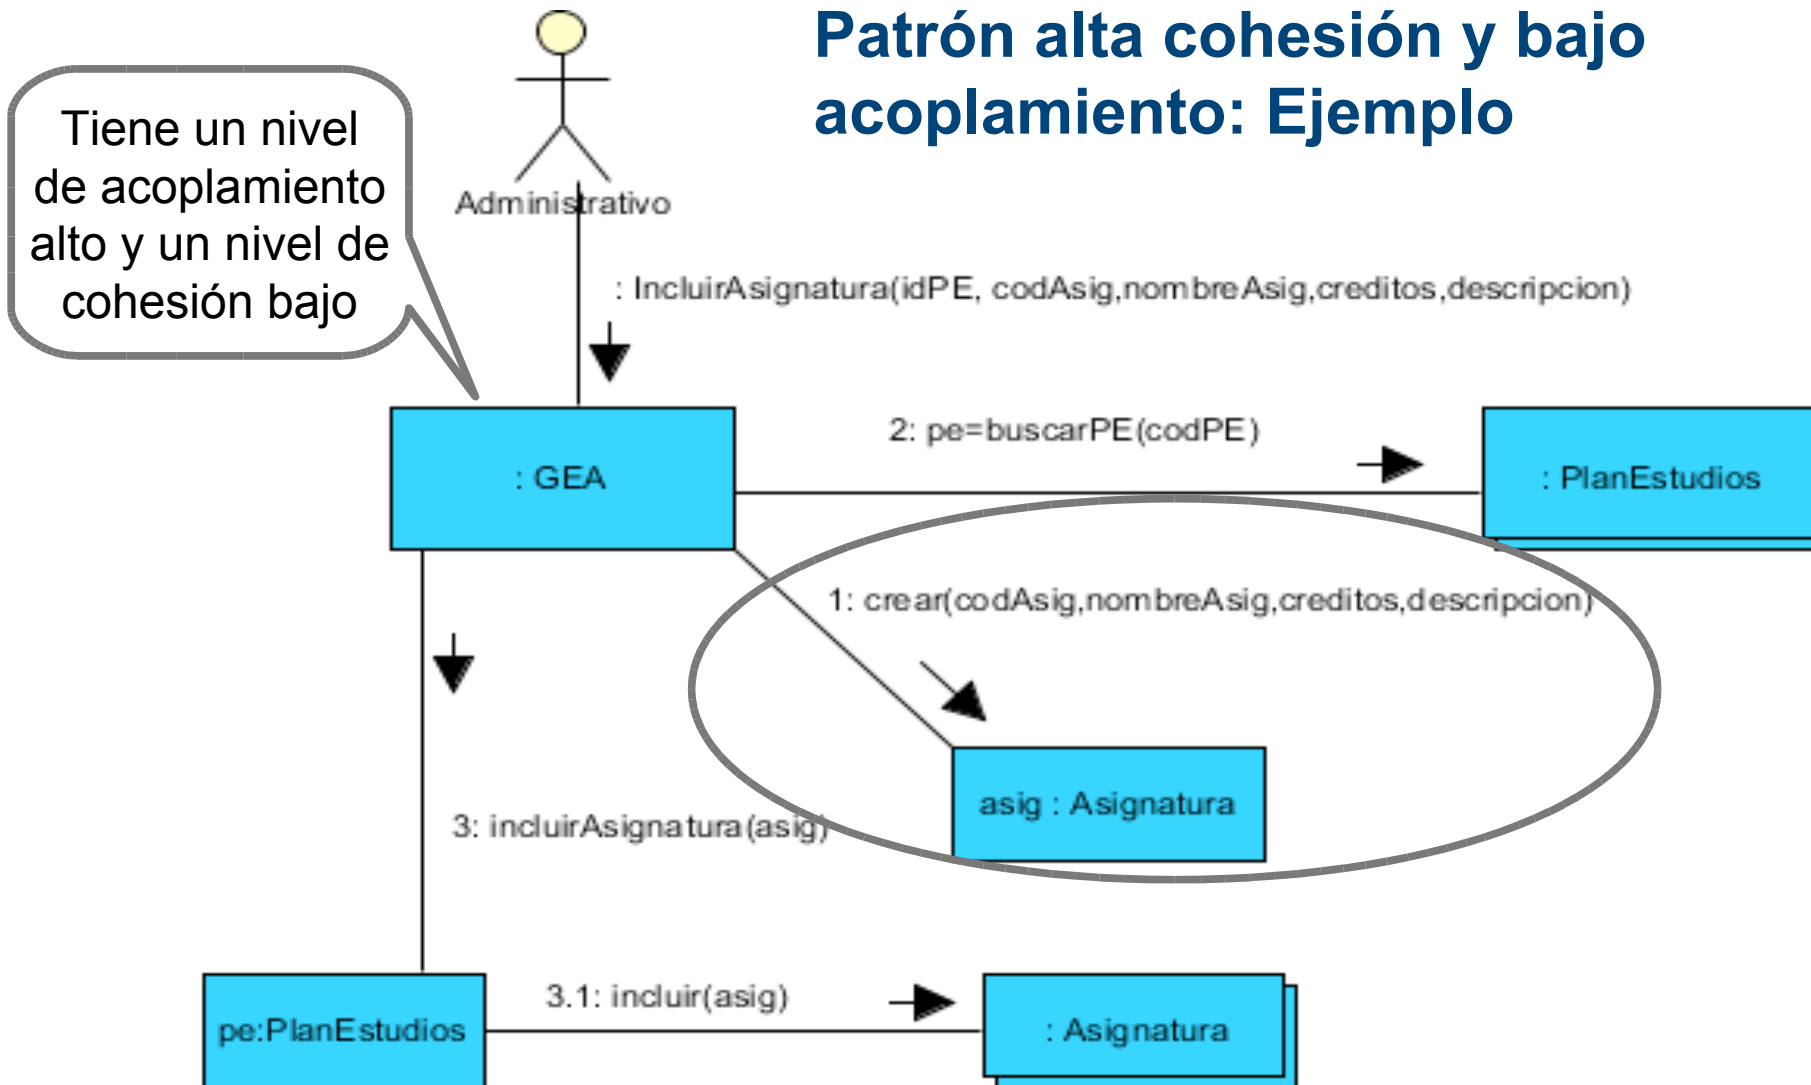 Patrón alta cohesión y bajo
acoplamiento: Ejemplo
Tiene un nivel
de acoplamiento
alto y un nivel de
cohesión bajo
Administrativo
: IncluirAsignatura(idPE, codAsig,nombreAsig,creditos,descripcion)
2: pe=buscarPE(codPE)
: GEA
: PlanEstudios
1: crear(codAsig,nombreAsig,creditos,descripcion)
asig : Asignatura
3: incluirAsignatura(asig)
3.1: incluir(asig)
pe:PlanEstudios
: Asignatura